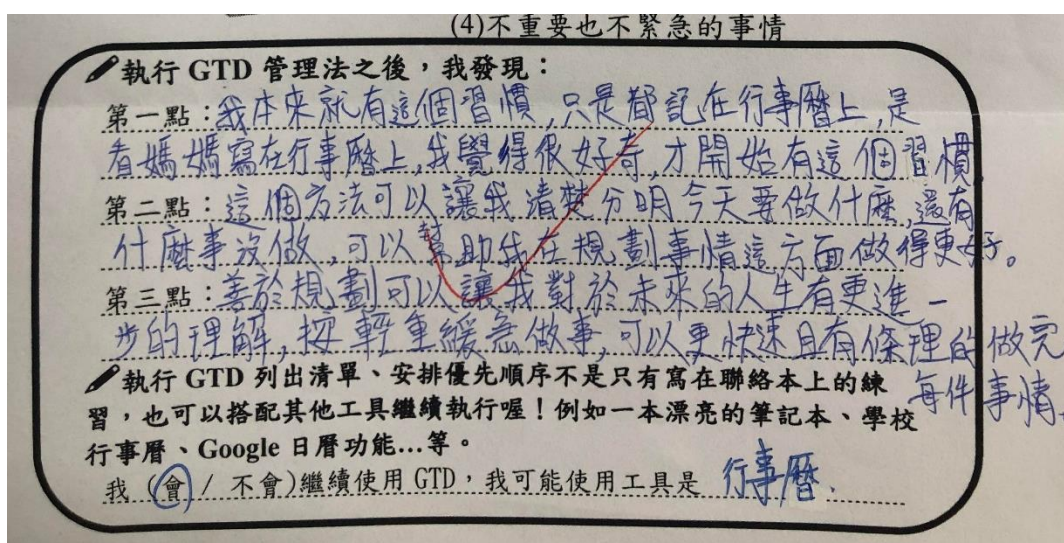 (4)不重要也不緊急的事情
執行 GTD 管理法之後，我發現：
第一點：我本來就有這個習慣,只是都記在行事曆上,是
看媽媽寫在行事曆上,我覺得很好奇,才開始有這個習慣
第二點：這個方法可以讓我清楚分明今天要做什麼,還有
什麼事沒做,可以幫助我在規劃事情這方面做得更好。
第三點：善於規劃可以讓我對於未來的人生有更進一
步的理解,按輕重緩急做事,可以更快速且有條理的做完
每件事情.
執行 GTD 列出清單、安排優先順序不是只有寫在聯絡本上的練
習，也可以搭配其他工具繼續執行喔！例如一本漂亮的筆記本、學校
行事曆、Google 日曆功能…等。
我 (會 / 不會)繼續使用 GTD，我可能使用工具是 行事曆.